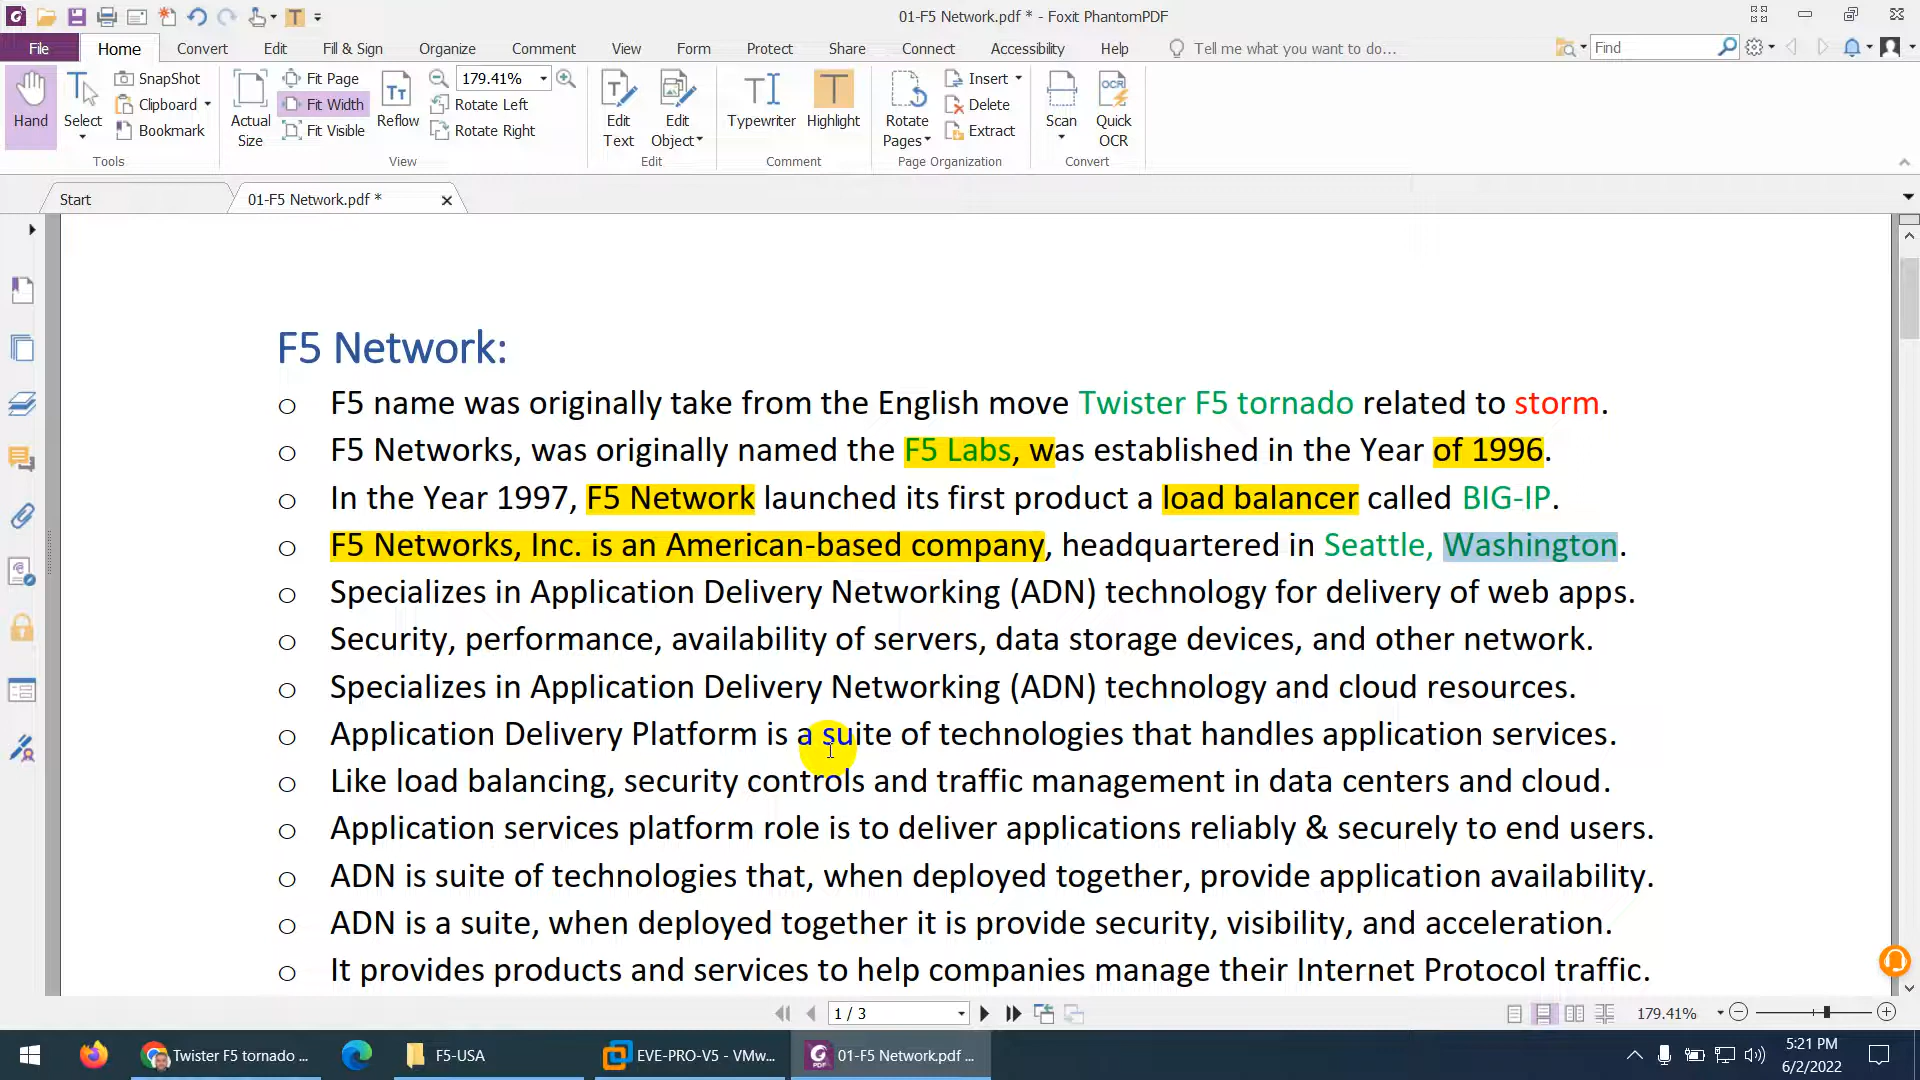 01-F5 Network.pdf * - Foxit PhantomPDF
File Home Convert Edit Fill & Sign Organize Comment View Form Protect Share Connect Accessibility Help Tell me what you want to do... Find
Hand
Select
SnapShot
Clipboard
Bookmark
Tools
Actual Size
Fit Page
Fit Width
Fit Visible
Reflow
179.41%
Rotate Left
Rotate Right
View
Edit Text
Edit Object
Edit
Typewriter
Highlight
Comment
Rotate Pages
Insert
Delete
Extract
Page Organization
Scan
Quick OCR
Convert
Start
01-F5 Network.pdf *
F5 Network:
o F5 name was originally take from the English move Twister F5 tornado related to storm.
o F5 Networks, was originally named the F5 Labs, was established in the Year of 1996.
o In the Year 1997, F5 Network launched its first product a load balancer called BIG-IP.
o F5 Networks, Inc. is an American-based company, headquartered in Seattle, Washington.
o Specializes in Application Delivery Networking (ADN) technology for delivery of web apps.
o Security, performance, availability of servers, data storage devices, and other network.
o Specializes in Application Delivery Networking (ADN) technology and cloud resources.
o Application Delivery Platform is a suite of technologies that handles application services.
o Like load balancing, security controls and traffic management in data centers and cloud.
o Application services platform role is to deliver applications reliably & securely to end users.
o ADN is suite of technologies that, when deployed together, provide application availability.
o ADN is a suite, when deployed together it is provide security, visibility, and acceleration.
o It provides products and services to help companies manage their Internet Protocol traffic.
1 / 3
179.41%
Twister F5 tornado ...
F5-USA
EVE-PRO-V5 - VMw...
01-F5 Network.pdf ...
5:21 PM
6/2/2022